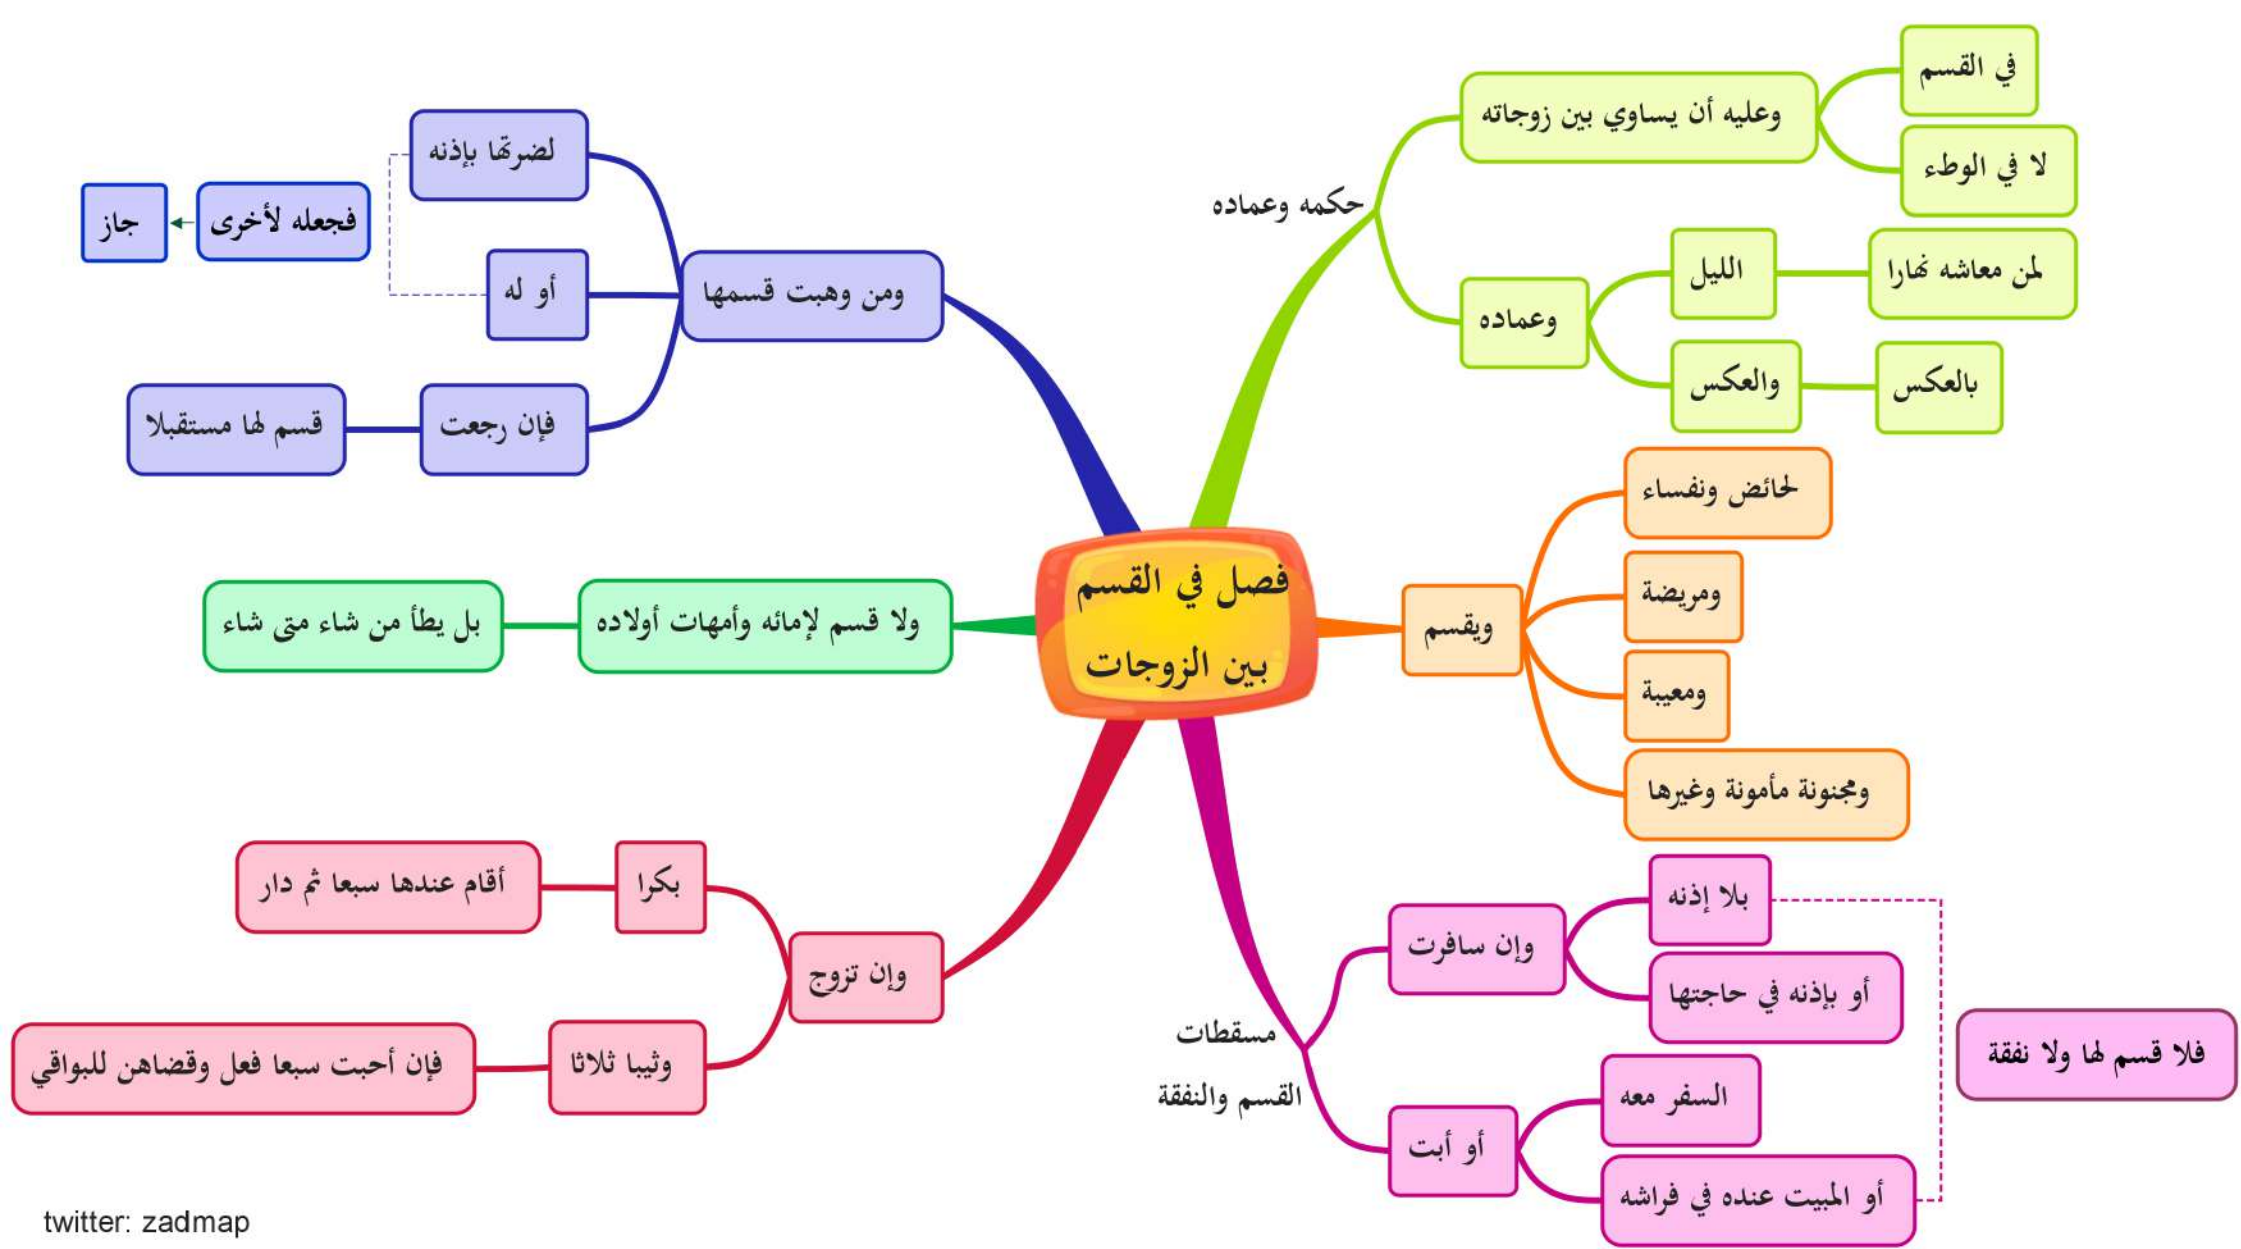 فصل في القسم
بين الزوجات
حكمه وعماده
وعليه أن يساوي بين زوجاته
في القسم
لا في الوطء
وعماده
الليل
لمن معاشه نهارا
والعكس
بالعكس
ويقسم
لحائض ونفساء
ومريضة
ومعيبة
ومجنونة مأمونة وغيرها
مسقطات
القسم والنفقة
وإن سافرت
بلا إذنه
أو بإذنه في حاجتها
أو أبت
السفر معه
أو المبيت عنده في فراشه
فلا قسم لها ولا نفقة
ومن وهبت قسمها
لضرتها بإذنه
أو له
فجعله لأخرى
جاز
فإن رجعت
قسم لها مستقبلا
ولا قسم لإمائه وأمهات أولاده
بل يطأ من شاء متى شاء
وإن تزوج
بكرا
أقام عندها سبعا ثم دار
وثيبا ثلاثا
فإن أحبت سبعا فعل وقضاهن للبواقي
twitter: zadmap